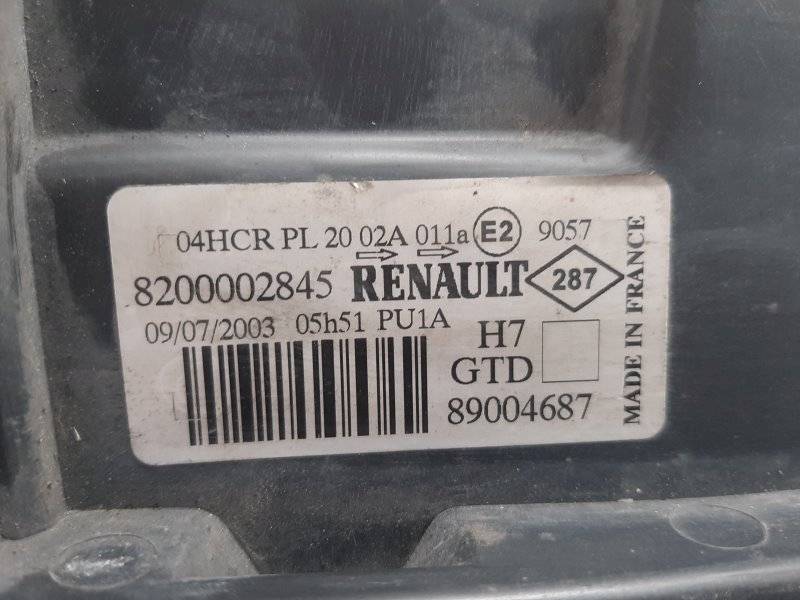 04HCR PL 20 02A 011a E2 9057
8200002845 RENAULT 287
09/07/2003 05h51 PU1A
H7
GTD
89004687
MADE IN FRANCE